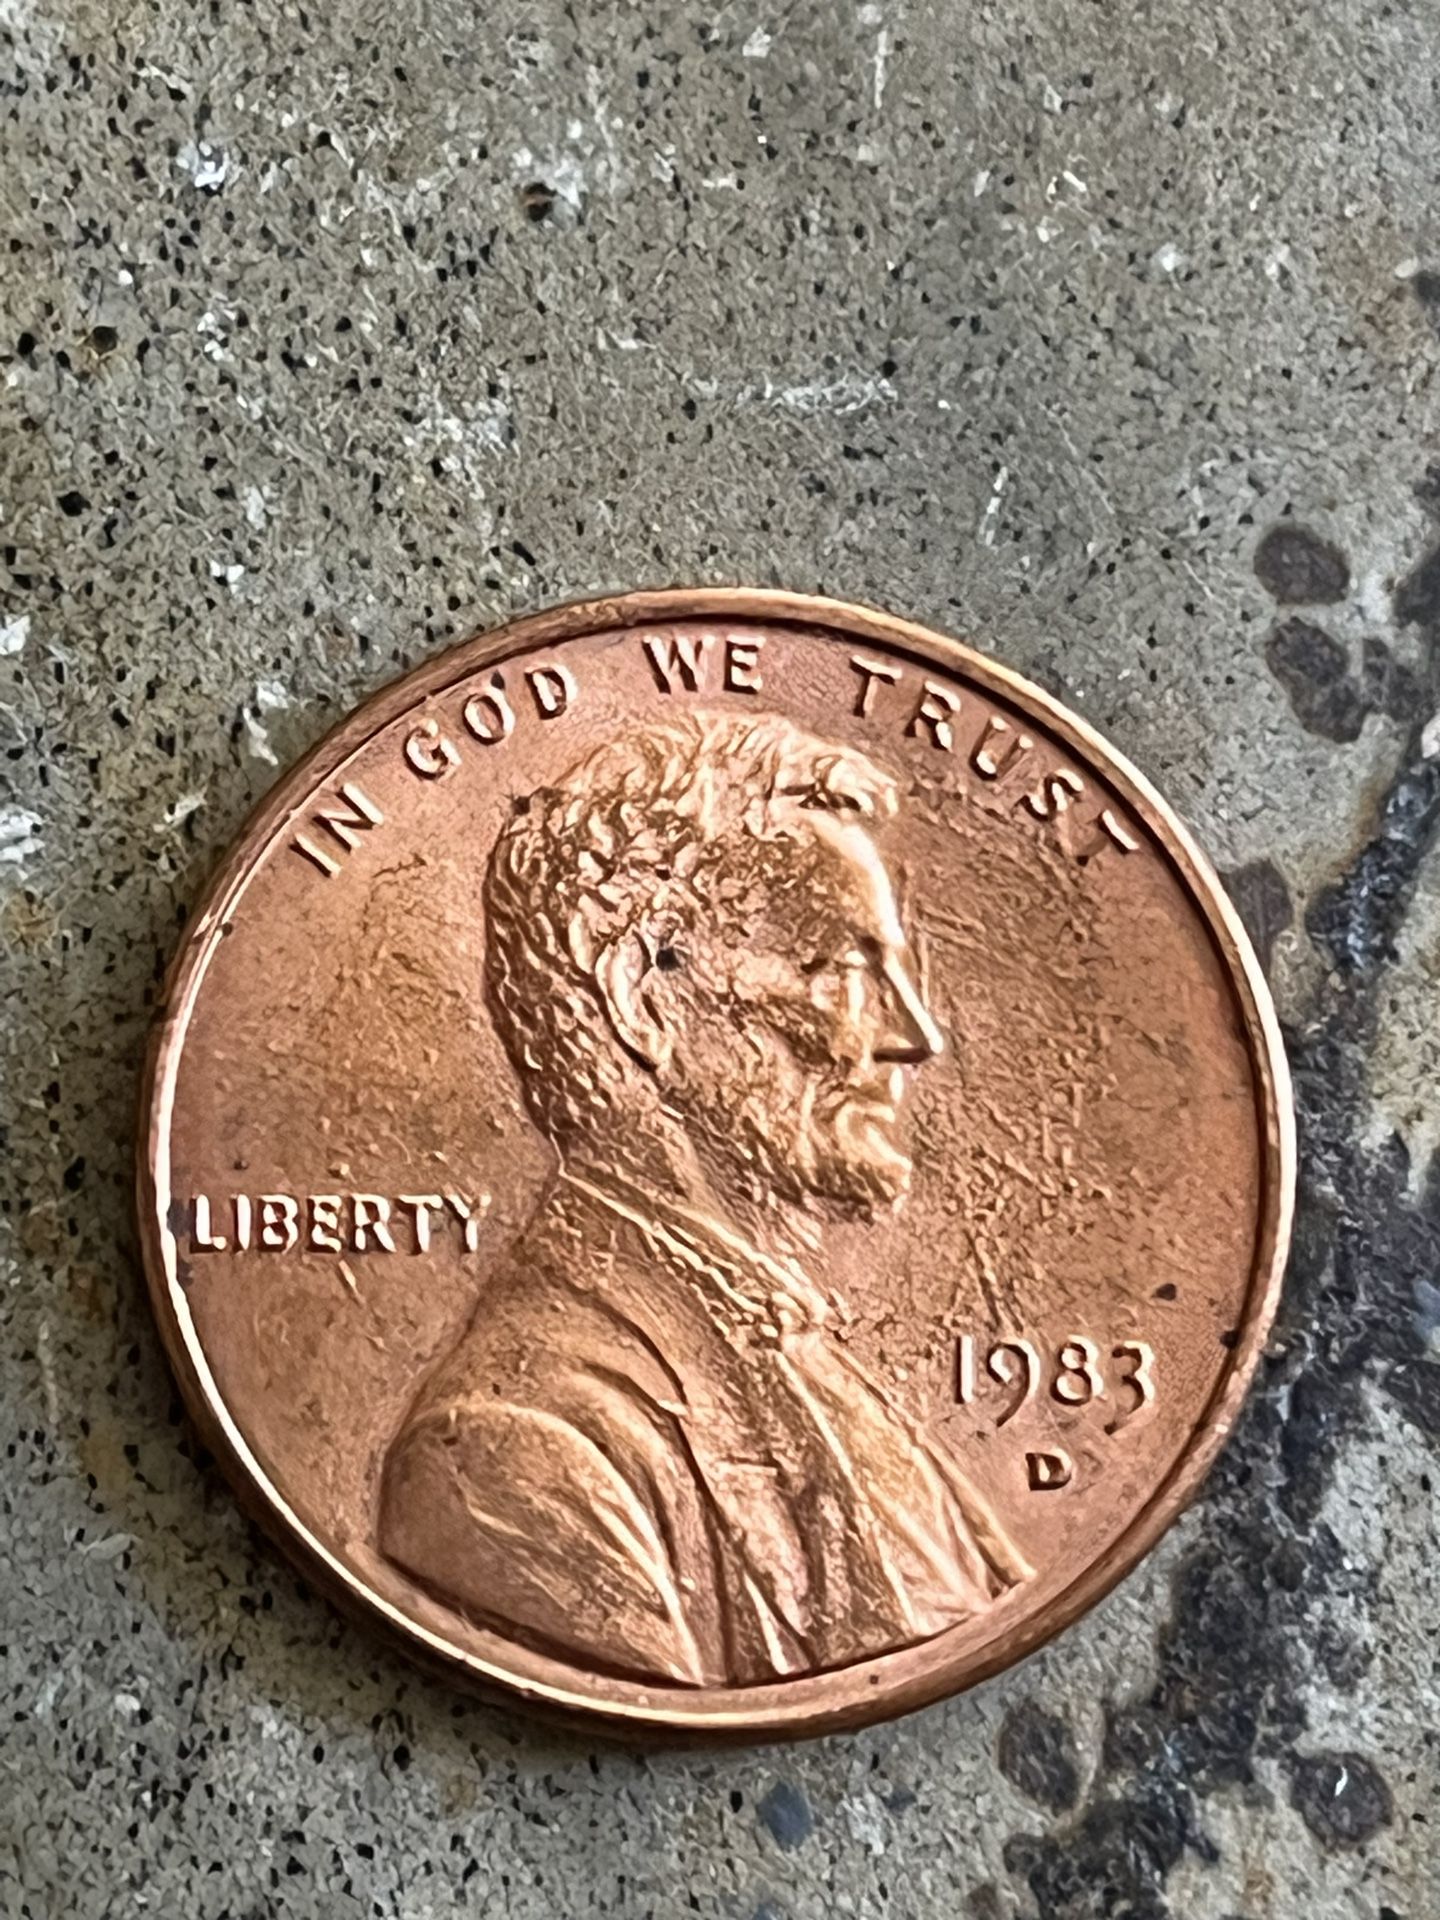 IN GOD WE TRUST
LIBERTY
1983
D